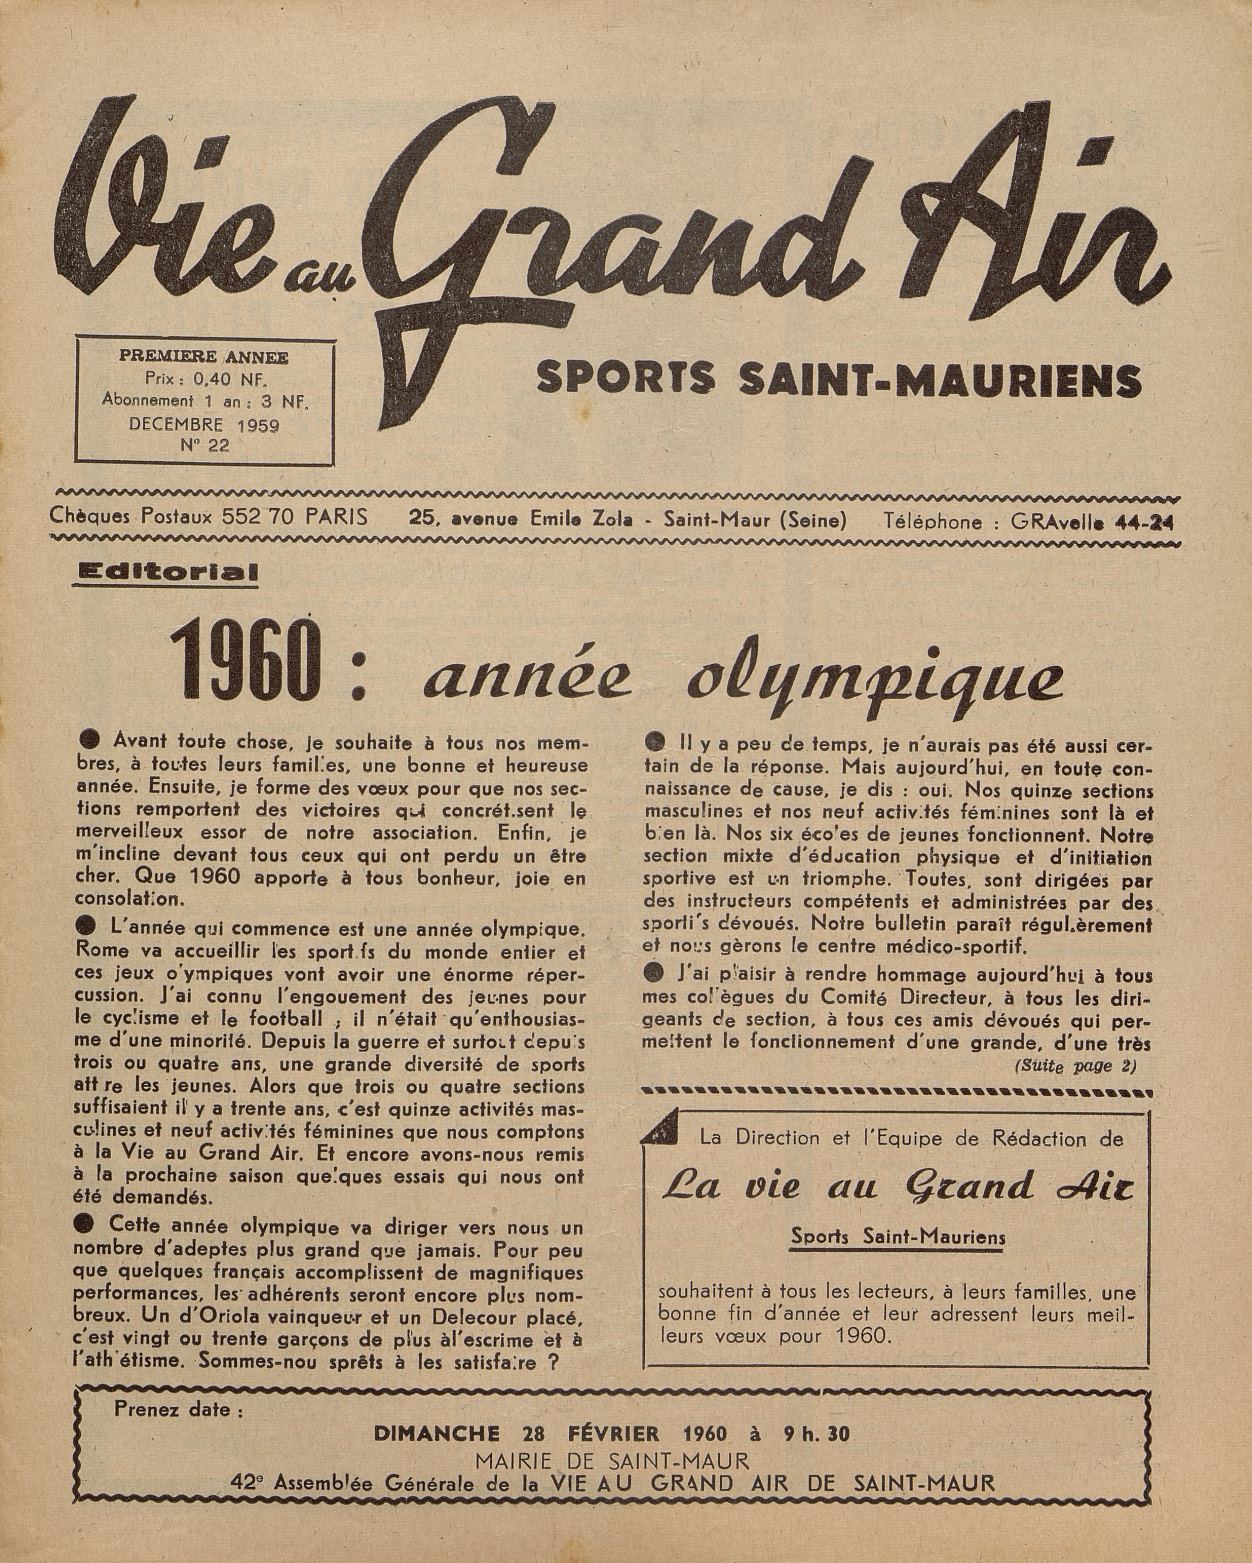 Vie au Grand Air
SPORTS SAINT-MAURIENS
PREMIERE ANNEE
Prix : 0,40 NF.
Abonnement 1 an : 3 NF.
DECEMBRE 1959
N° 22
Chèques Postaux 552 70 PARIS 25, avenue Emile Zola - Saint-Maur (Seine) Téléphone : GRAvelle 44-24
Editorial
1960 : année olympique
● Avant toute chose, je souhaite à tous nos mem-
bres, à toutes leurs familles, une bonne et heureuse
année. Ensuite, je forme des vœux pour que nos sec-
tions remportent des victoires qui concrétisent le
merveilleux essor de notre association. Enfin, je
m'incline devant tous ceux qui ont perdu un être
cher. Que 1960 apporte à tous bonheur, joie en
consolation.
● L'année qui commence est une année olympique.
Rome va accueillir les sportifs du monde entier et
ces jeux olympiques vont avoir une énorme réper-
cussion. J'ai connu l'engouement des jeunes pour
le cyclisme et le football ; il n'était qu'enthousias-
me d'une minorité. Depuis la guerre et surtout depuis
trois ou quatre ans, une grande diversité de sports
attire les jeunes. Alors que trois ou quatre sections
suffisaient il y a trente ans, c'est quinze activités mas-
culines et neuf activités féminines que nous comptons
à la Vie au Grand Air. Et encore avons-nous remis
à la prochaine saison quelques essais qui nous ont
été demandés.
● Cette année olympique va diriger vers nous un
nombre d'adeptes plus grand que jamais. Pour peu
que quelques français accomplissent de magnifiques
performances, les adhérents seront encore plus nom-
breux. Un d'Oriola vainqueur et un Delecour placé,
c'est vingt ou trente garçons de plus àl'escrime et à
l'athlétisme. Sommes-nou sprêts à les satisfaire ?
● Il y a peu de temps, je n'aurais pas été aussi cer-
tain de la réponse. Mais aujourd'hui, en toute con-
naissance de cause, je dis : oui. Nos quinze sections
masculines et nos neuf activités féminines sont là et
bien là. Nos six écoles de jeunes fonctionnent. Notre
section mixte d'éducation physique et d'initiation
sportive est un triomphe. Toutes, sont dirigées par
des instructeurs compétents et administrées par des
sportifs dévoués. Notre bulletin paraît régulièrement
et nous gèrons le centre médico-sportif.
● J'ai plaisir à rendre hommage aujourd'hui à tous
mes collègues du Comité Directeur, à tous les diri-
geants de section, à tous ces amis dévoués qui per-
mettent le fonctionnement d'une grande, d'une très
(Suite page 2)
La Direction et l'Equipe de Rédaction de
La vie au Grand Air
Sports Saint-Mauriens
souhaitent à tous les lecteurs, à leurs familles, une
bonne fin d'année et leur adressent leurs meil-
leurs vœux pour 1960.
Prenez date :
DIMANCHE 28 FÉVRIER 1960 à 9 h. 30
MAIRIE DE SAINT-MAUR
42e Assemblée Générale de la VIE AU GRAND AIR DE SAINT-MAUR